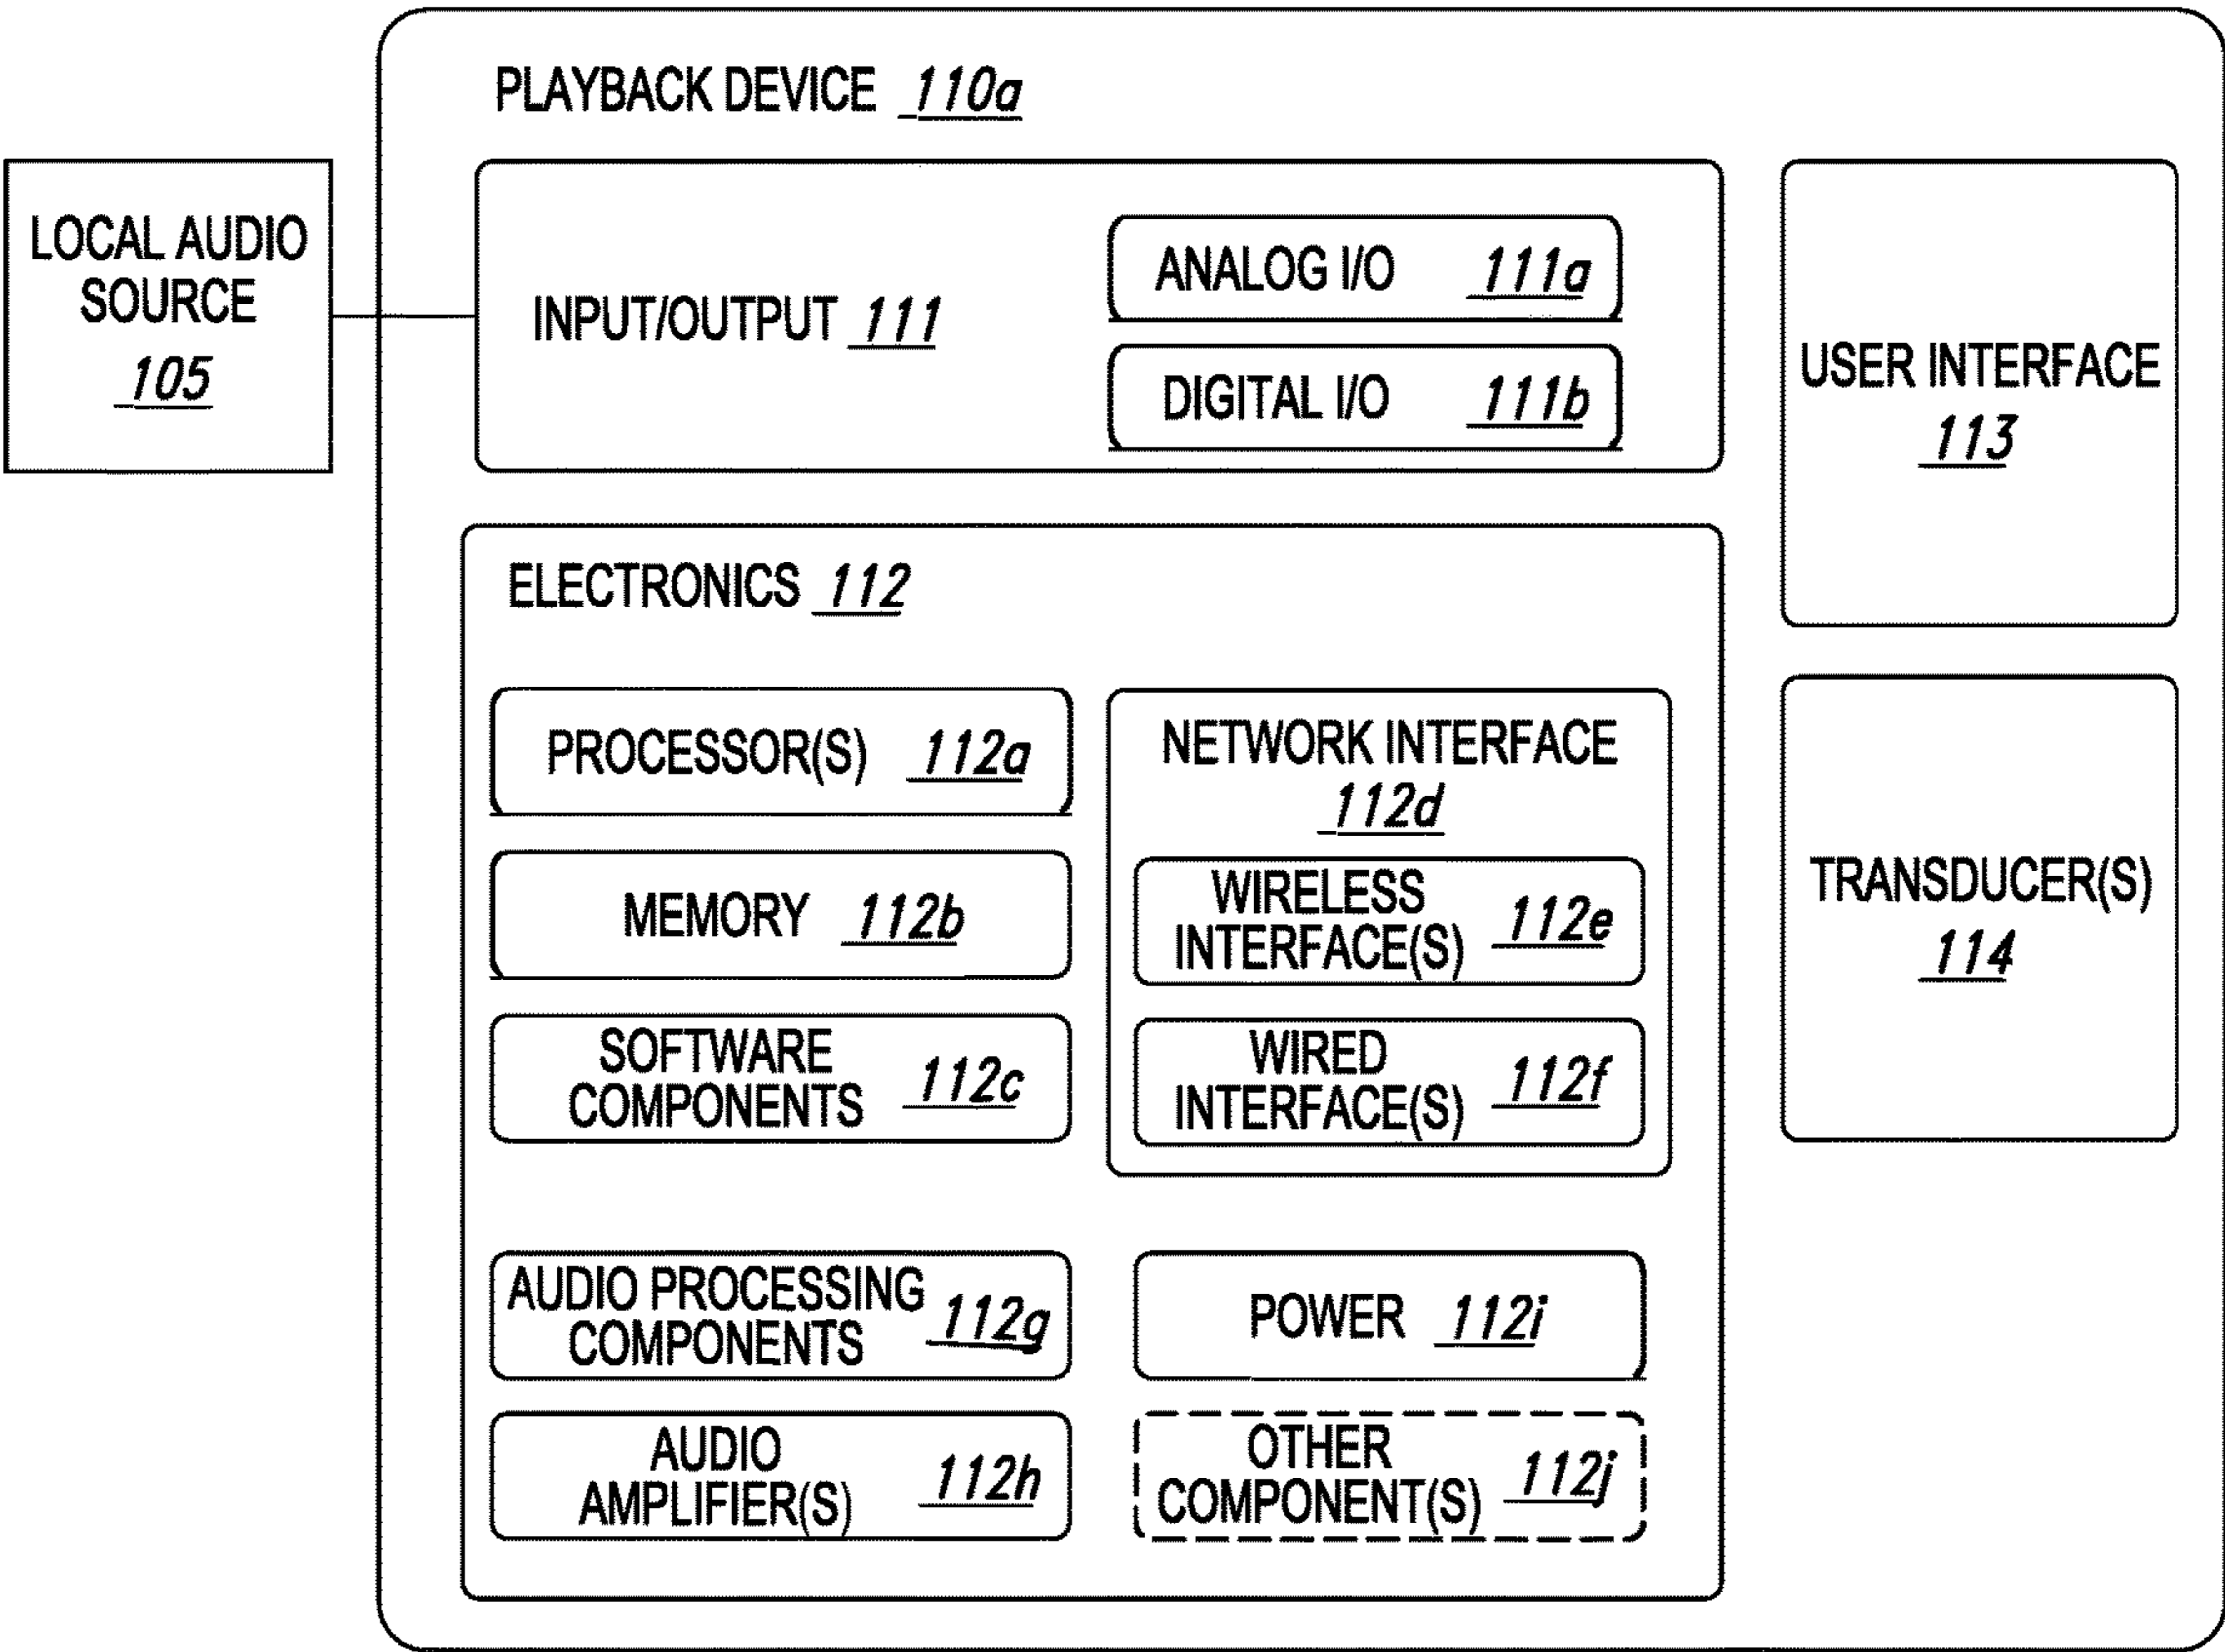 PLAYBACK DEVICE 110a
LOCAL AUDIO
SOURCE
105
INPUT/OUTPUT 111
ANALOG I/O 111a
DIGITAL I/O 111b
USER INTERFACE
113
ELECTRONICS 112
PROCESSOR(S) 112a
MEMORY 112b
SOFTWARE
COMPONENTS 112c
NETWORK INTERFACE
112d
WIRELESS
INTERFACE(S) 112e
WIRED
INTERFACE(S) 112f
TRANSDUCER(S)
114
AUDIO PROCESSING
COMPONENTS 112g
AUDIO
AMPLIFIER(S) 112h
POWER 112i
OTHER
COMPONENT(S) 112j